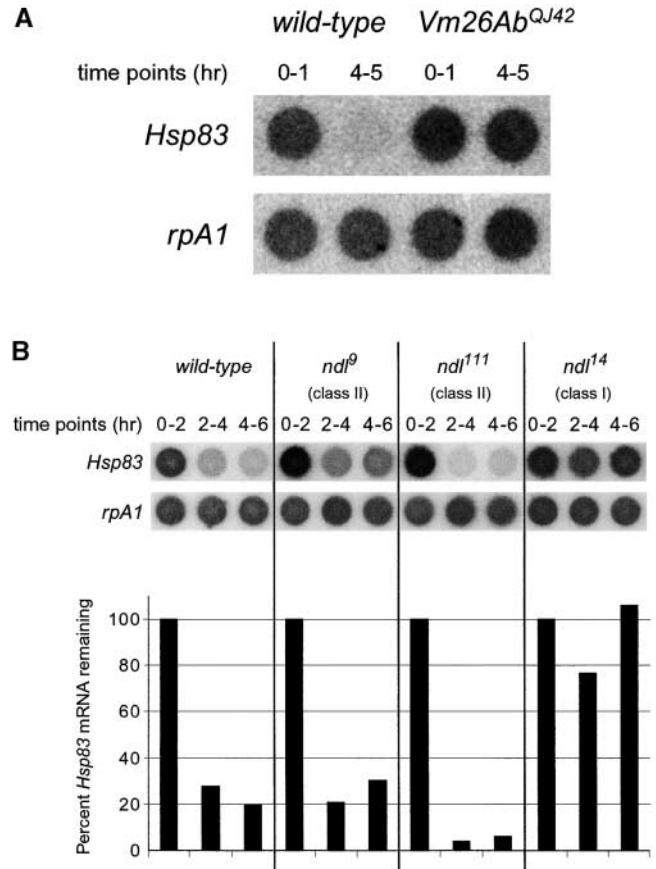 A
wild-type Vm26Ab^QJ42
time points (hr) 0-1 4-5 0-1 4-5
Hsp83
rpA1
B
wild-type ndl^9 ndl^111 ndl^14
(class II) (class II) (class I)
time points (hr) 0-2 2-4 4-6 0-2 2-4 4-6 0-2 2-4 4-6 0-2 2-4 4-6
Hsp83
rpA1
Percent Hsp83 mRNA remaining
100
80
60
40
20
0